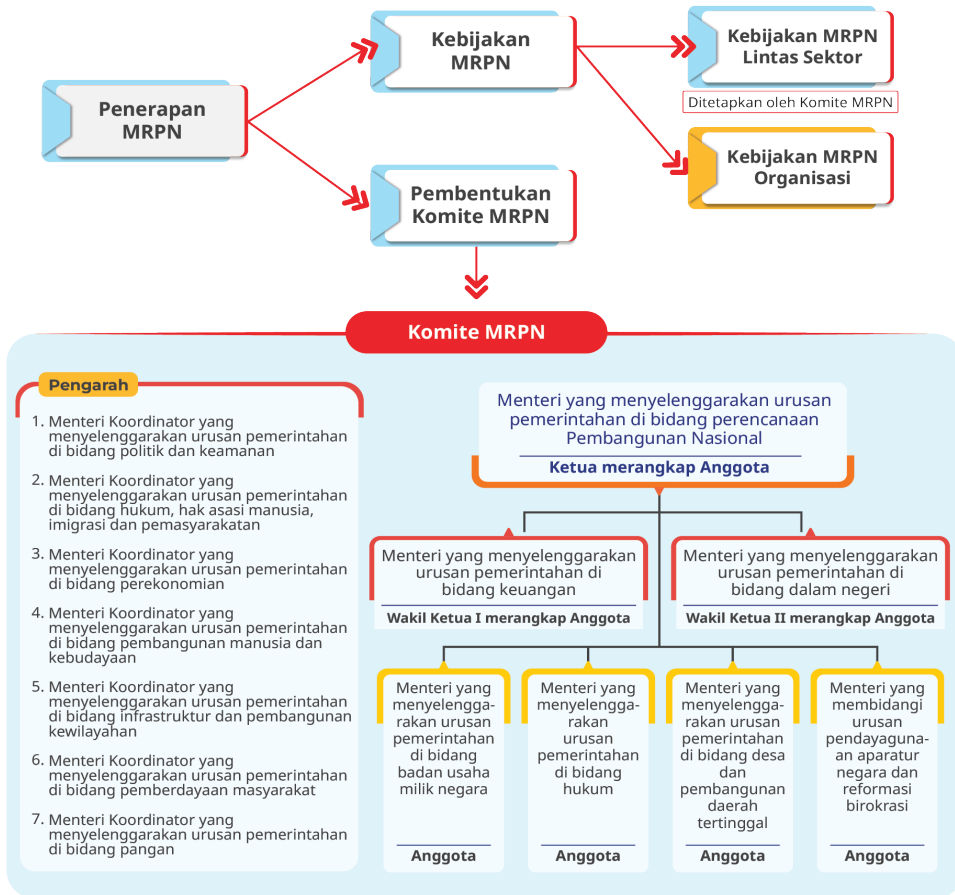 Penerapan
MRPN
Kebijakan
MRPN
Pembentukan
Komite MRPN
Kebijakan MRPN
Lintas Sektor
Ditetapkan oleh Komite MRPN
Kebijakan MRPN
Organisasi
Komite MRPN
Pengarah
1. Menteri Koordinator yang
menyelenggarakan urusan pemerintahan
di bidang politik dan keamanan
2. Menteri Koordinator yang
menyelenggarakan urusan pemerintahan
di bidang hukum, hak asasi manusia,
imigrasi dan pemasyarakatan
3. Menteri Koordinator yang
menyelenggarakan urusan pemerintahan
di bidang perekonomian
4. Menteri Koordinator yang
menyelenggarakan urusan pemerintahan
di bidang pembangunan manusia dan
kebudayaan
5. Menteri Koordinator yang
menyelenggarakan urusan pemerintahan
di bidang infrastruktur dan pembangunan
kewilayahan
6. Menteri Koordinator yang
menyelenggarakan urusan pemerintahan
di bidang pemberdayaan masyarakat
7. Menteri Koordinator yang
menyelenggarakan urusan pemerintahan
di bidang pangan
Menteri yang menyelenggarakan urusan
pemerintahan di bidang perencanaan
Pembangunan Nasional
Ketua merangkap Anggota
Menteri yang menyelenggarakan
urusan pemerintahan di
bidang keuangan
Wakil Ketua I merangkap Anggota
Menteri yang menyelenggarakan
urusan pemerintahan di
bidang dalam negeri
Wakil Ketua II merangkap Anggota
Menteri yang
menyelengga-
rakan urusan
pemerintahan
di bidang
badan usaha
milik negara
Anggota
Menteri yang
menyelengga-
rakan
urusan
pemerintahan
di bidang
hukum
Anggota
Menteri yang
menyelengga-
rakan urusan
pemerintahan
di bidang desa
dan
pembangunan
daerah
tertinggal
Anggota
Menteri yang
membidangi
urusan
pendayaguna-
an aparatur
negara dan
reformasi
birokrasi
Anggota